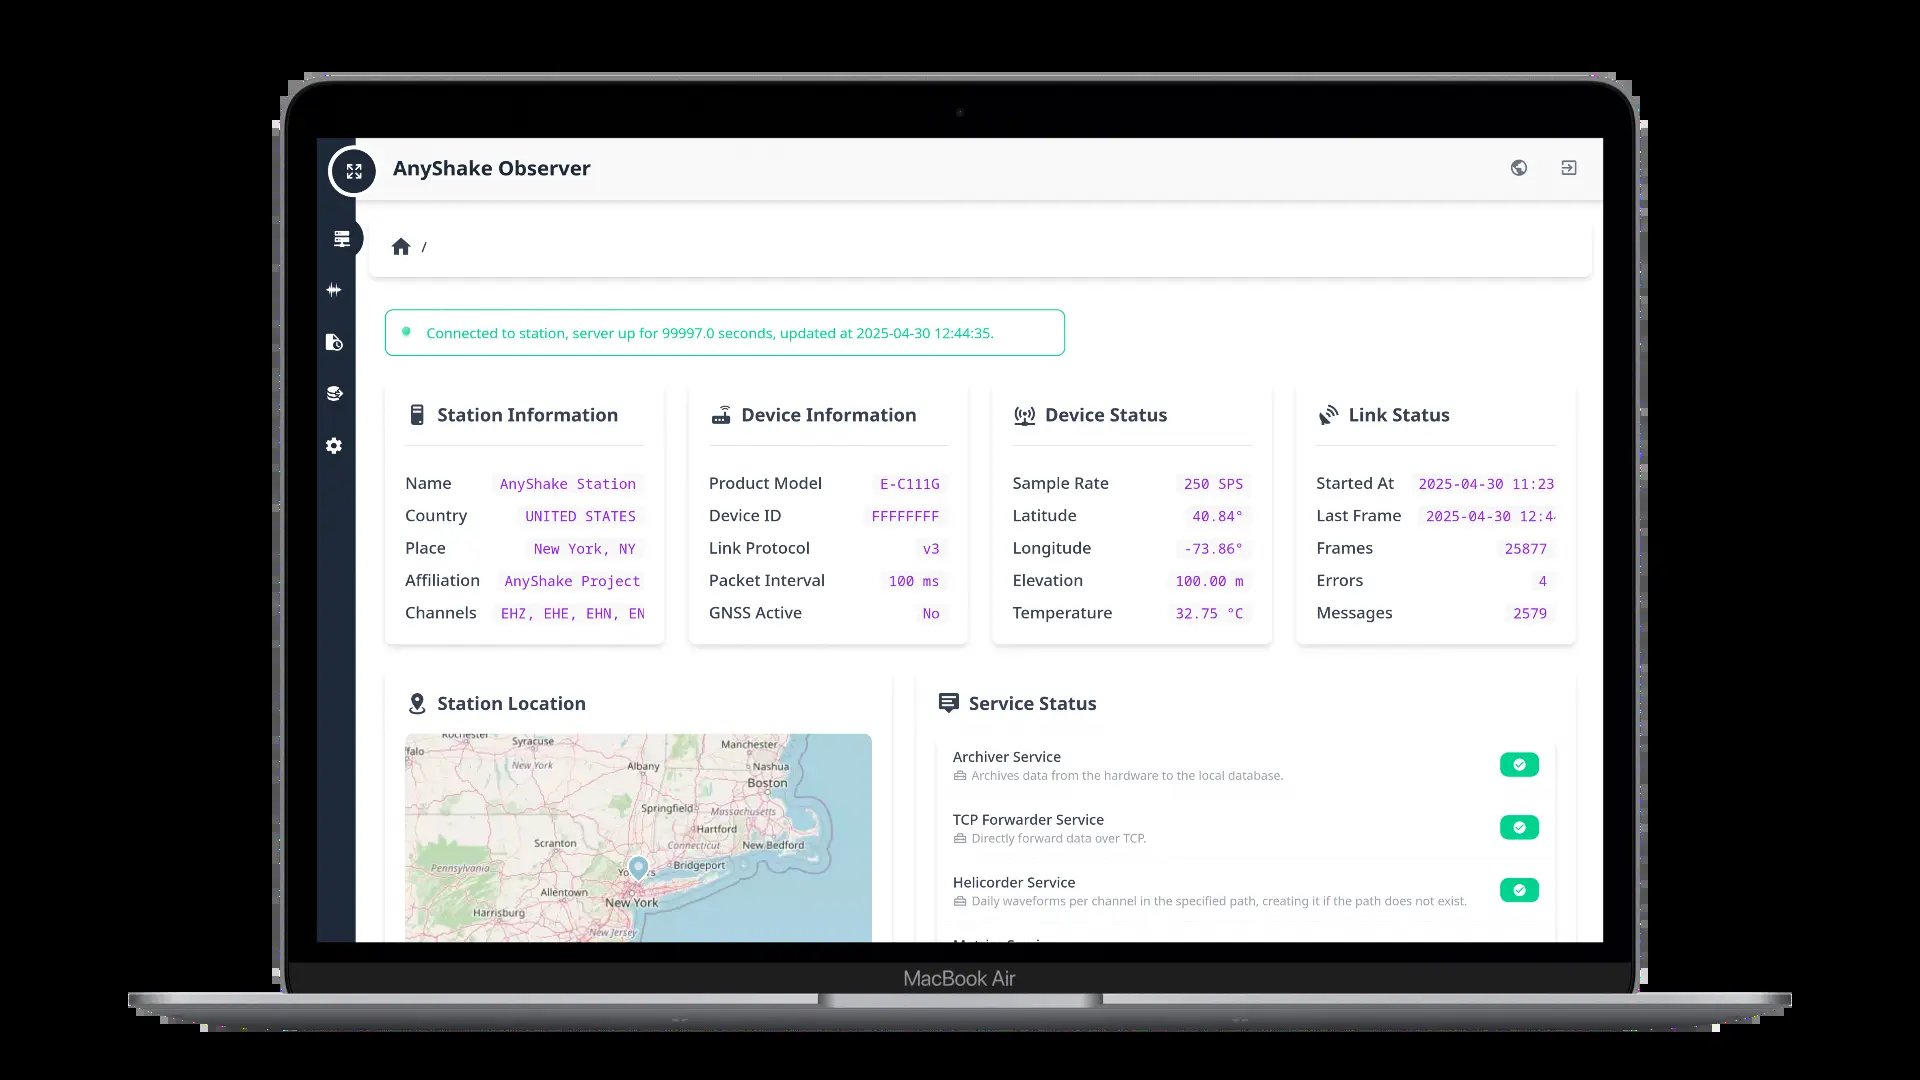 AnyShake Observer
/
Connected to station, server up for 99997.0 seconds, updated at 2025-04-30 12:44:35.
Station Information
Name AnyShake Station
Country UNITED STATES
Place New York, NY
Affiliation AnyShake Project
Channels EHZ, EHE, EHN, EN
Device Information
Product Model E-C111G
Device ID FFFFFFFF
Link Protocol v3
Packet Interval 100 ms
GNSS Active No
Device Status
Sample Rate 250 SPS
Latitude 40.84°
Longitude -73.86°
Elevation 100.00 m
Temperature 32.75 °C
Link Status
Started At 2025-04-30 11:23
Last Frame 2025-04-30 12:4
Frames 25877
Errors 4
Messages 2579
Station Location
Rochester
Syracuse
Manchester
falo
New York
Albany
Nashua
Boston
Springfield
Massachusetts
Hartford
Scranton
Connecticut
New Bedford
Pennsylvania
Bridgeport
Allentown
New York
Harrisburg
New Jersey
Service Status
Archiver Service
Archives data from the hardware to the local database.
TCP Forwarder Service
Directly forward data over TCP.
Helicorder Service
Daily waveforms per channel in the specified path, creating it if the path does not exist.
MacBook Air